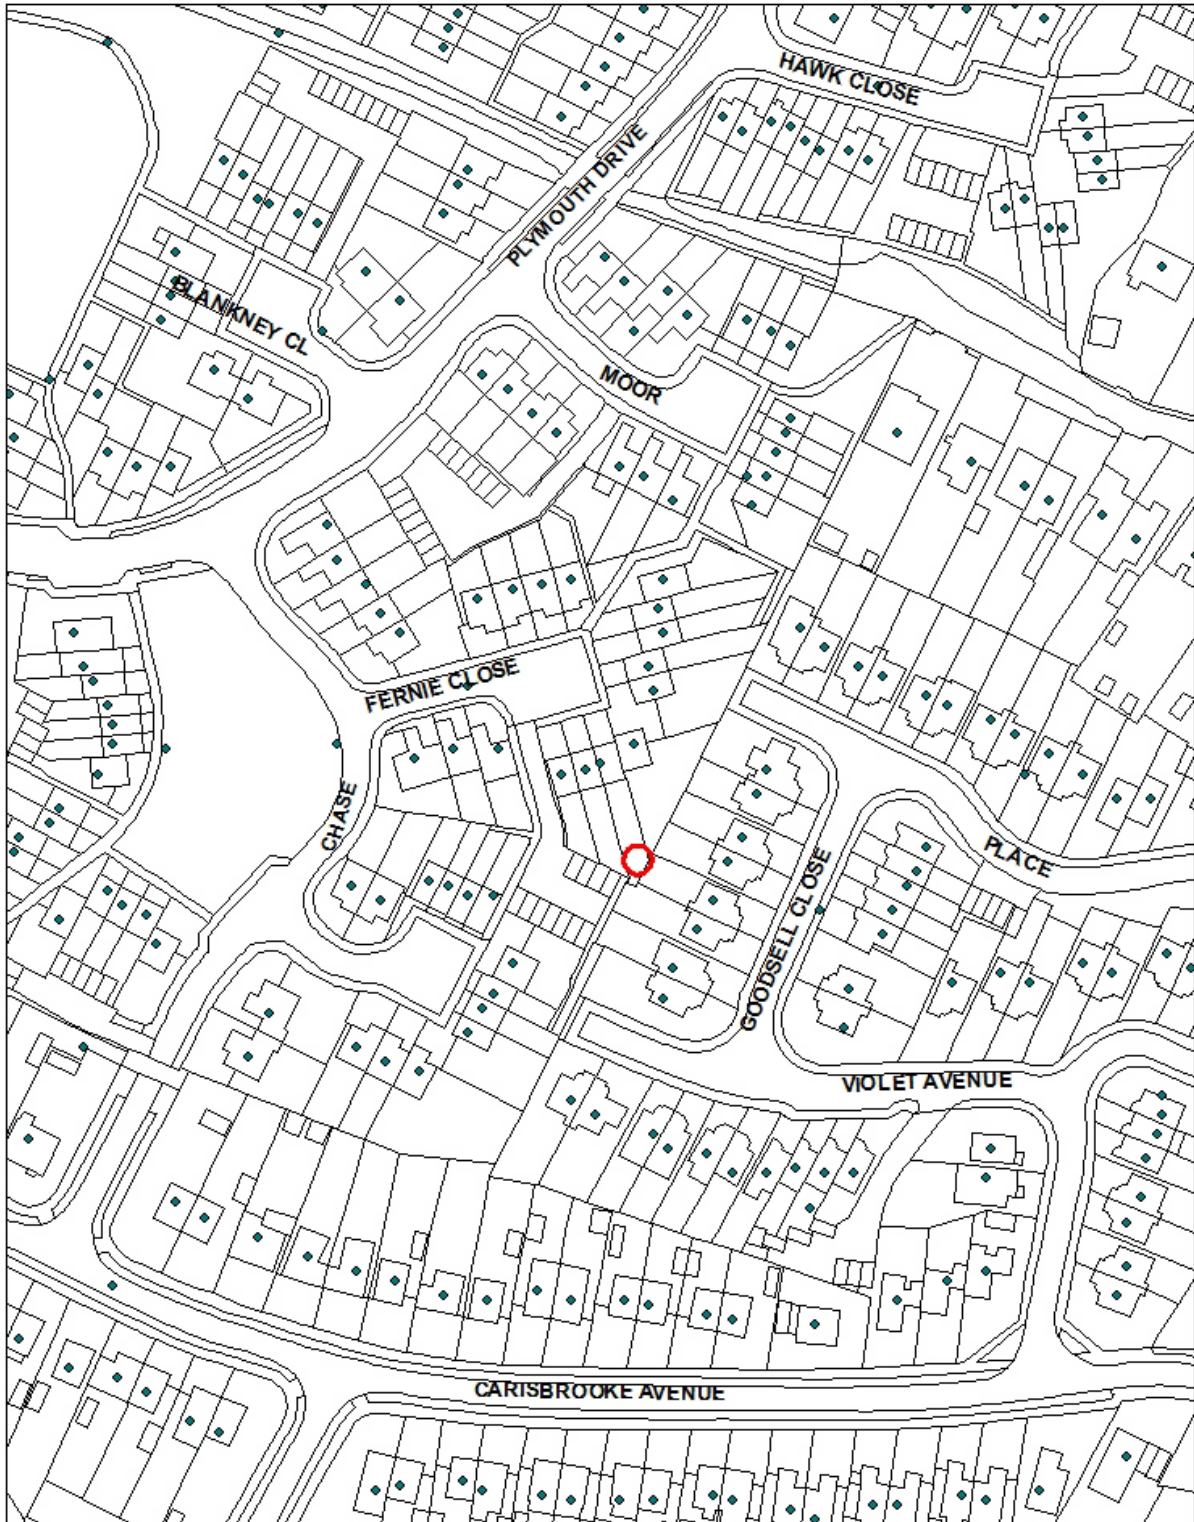 HAWK CLOSE
PLYMOUTH DRIVE
BLANKNEY CL
MOOR
FERNIE CLOSE
CHASE
PLACE
GOODSELL CLOSE
VIOLET AVENUE
CARISBROOKE AVENUE